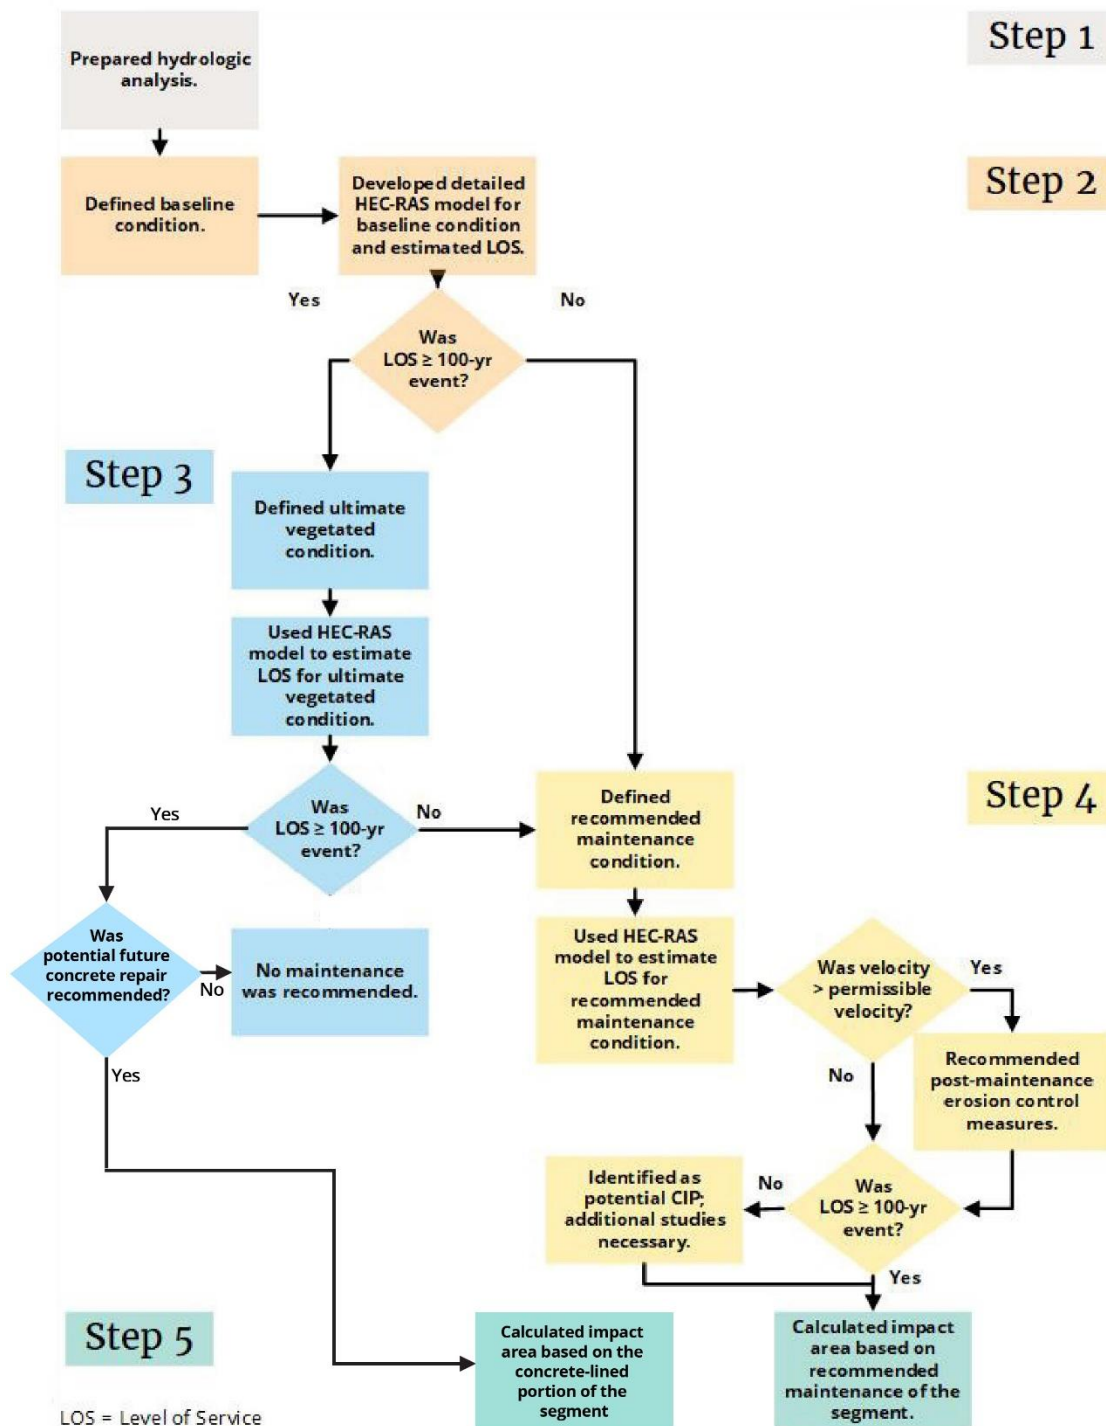 Step 1
Prepared hydrologic
analysis.
Step 2
Defined baseline
condition.
Developed detailed
HEC-RAS model for
baseline condition
and estimated LOS.
Yes
No
Was
LOS ≥ 100-yr
event?
Step 3
Defined ultimate
vegetated
condition.
Used HEC-RAS
model to estimate
LOS for ultimate
vegetated
condition.
Was
LOS ≥ 100-yr
event?
Yes
No
Was
potential future
concrete repair
recommended?
No
No maintenance
was recommended.
Yes
Step 4
Defined
recommended
maintenance
condition.
Used HEC-RAS
model to estimate
LOS for
recommended
maintenance
condition.
Was velocity
> permissible
velocity?
Yes
No
Recommended
post-maintenance
erosion control
measures.
Was
LOS ≥ 100-yr
event?
No
Yes
Identified as
potential CIP;
additional studies
necessary.
Step 5
Calculated impact
area based on the
concrete-lined
portion of the
segment
Calculated impact
area based on
recommended
maintenance of the
segment.
LOS = Level of Service